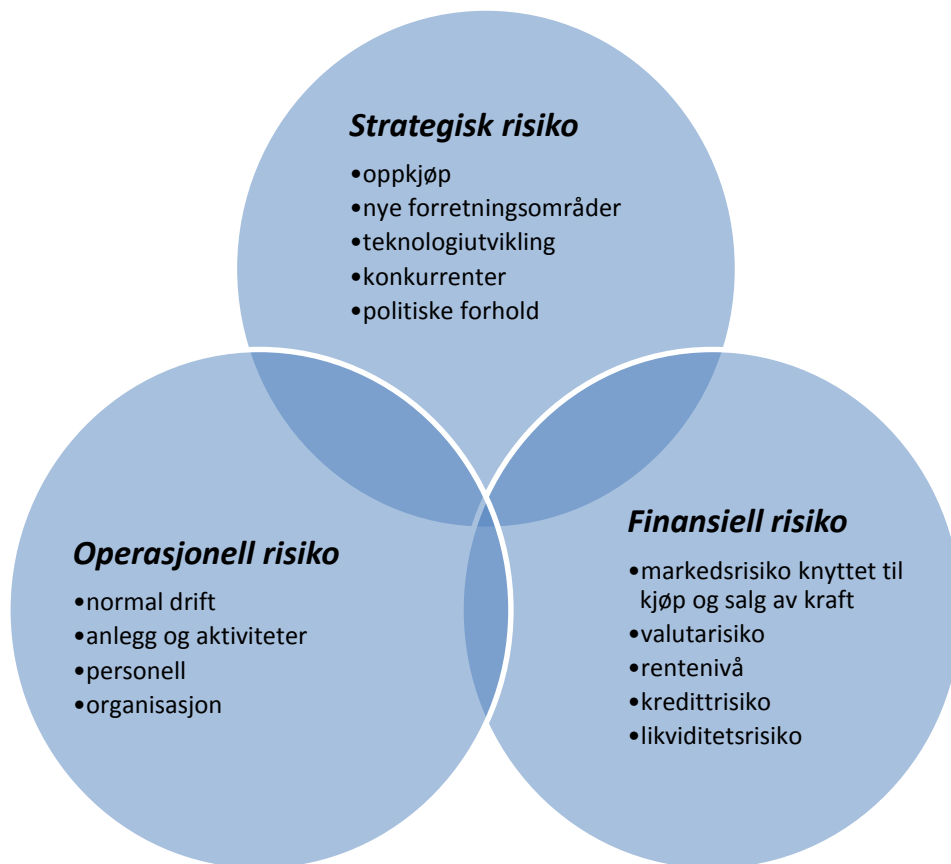 Strategisk risiko
•oppkjøp
•nye forretningsområder
•teknologiutvikling
•konkurrenter
•politiske forhold
Operasjonell risiko
•normal drift
•anlegg og aktiviteter
•personell
•organisasjon
Finansiell risiko
•markedsrisiko knyttet til
kjøp og salg av kraft
•valutarisiko
•rentenivå
•kredittrisiko
•likviditetsrisiko